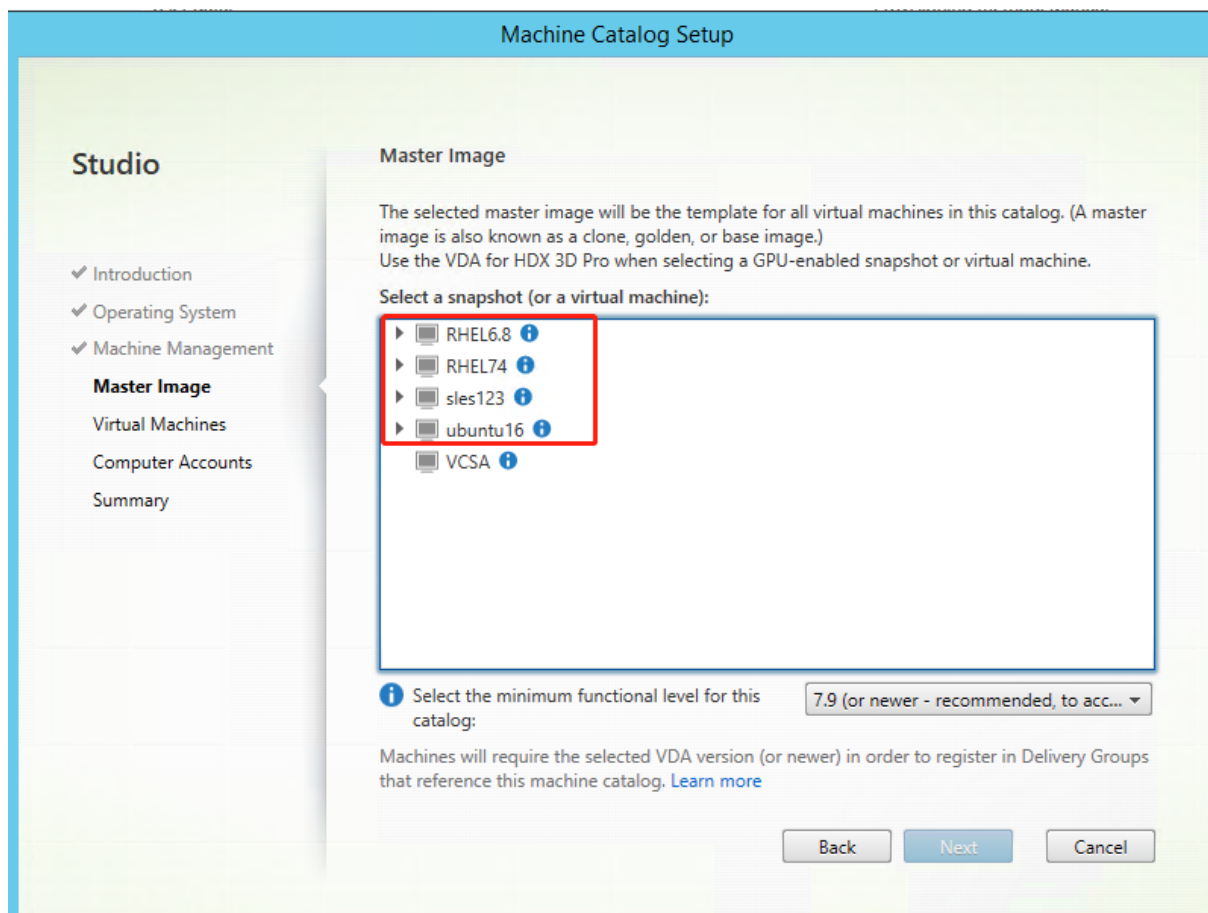 Machine Catalog Setup
Studio
Introduction
Operating System
Machine Management
Master Image
Virtual Machines
Computer Accounts
Summary
Master Image
The selected master image will be the template for all virtual machines in this catalog. (A master
image is also known as a clone, golden, or base image.)
Use the VDA for HDX 3D Pro when selecting a GPU-enabled snapshot or virtual machine.
Select a snapshot (or a virtual machine):
RHEL6.8
RHEL74
sles123
ubuntu16
VCSA
Select the minimum functional level for this
catalog:
7.9 (or newer - recommended, to acc...
Machines will require the selected VDA version (or newer) in order to register in Delivery Groups
that reference this machine catalog. Learn more
Back
Next
Cancel